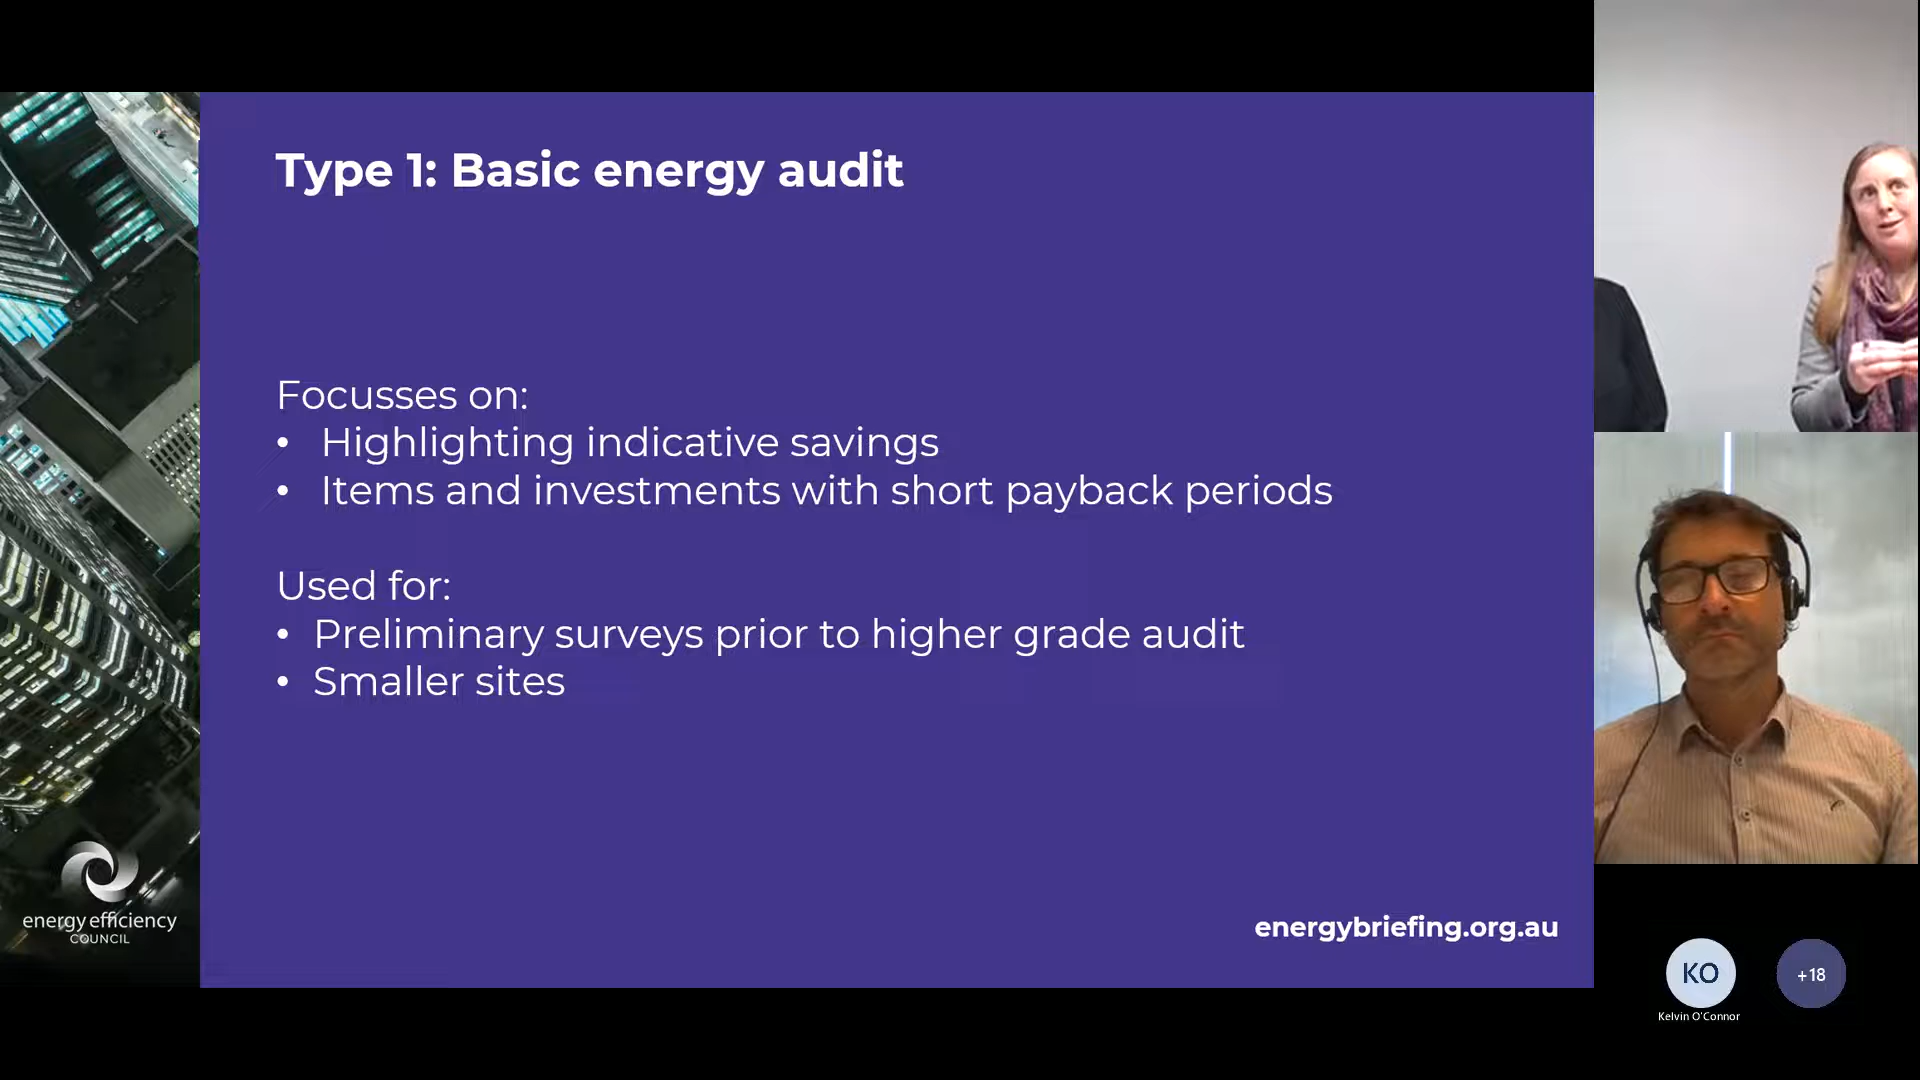 Type 1: Basic energy audit
Focusses on:
• Highlighting indicative savings
• Items and investments with short payback periods
Used for:
• Preliminary surveys prior to higher grade audit
• Smaller sites
energy efficiency
COUNCIL
energybriefing.org.au
KO
+18
Kelvin O'Connor